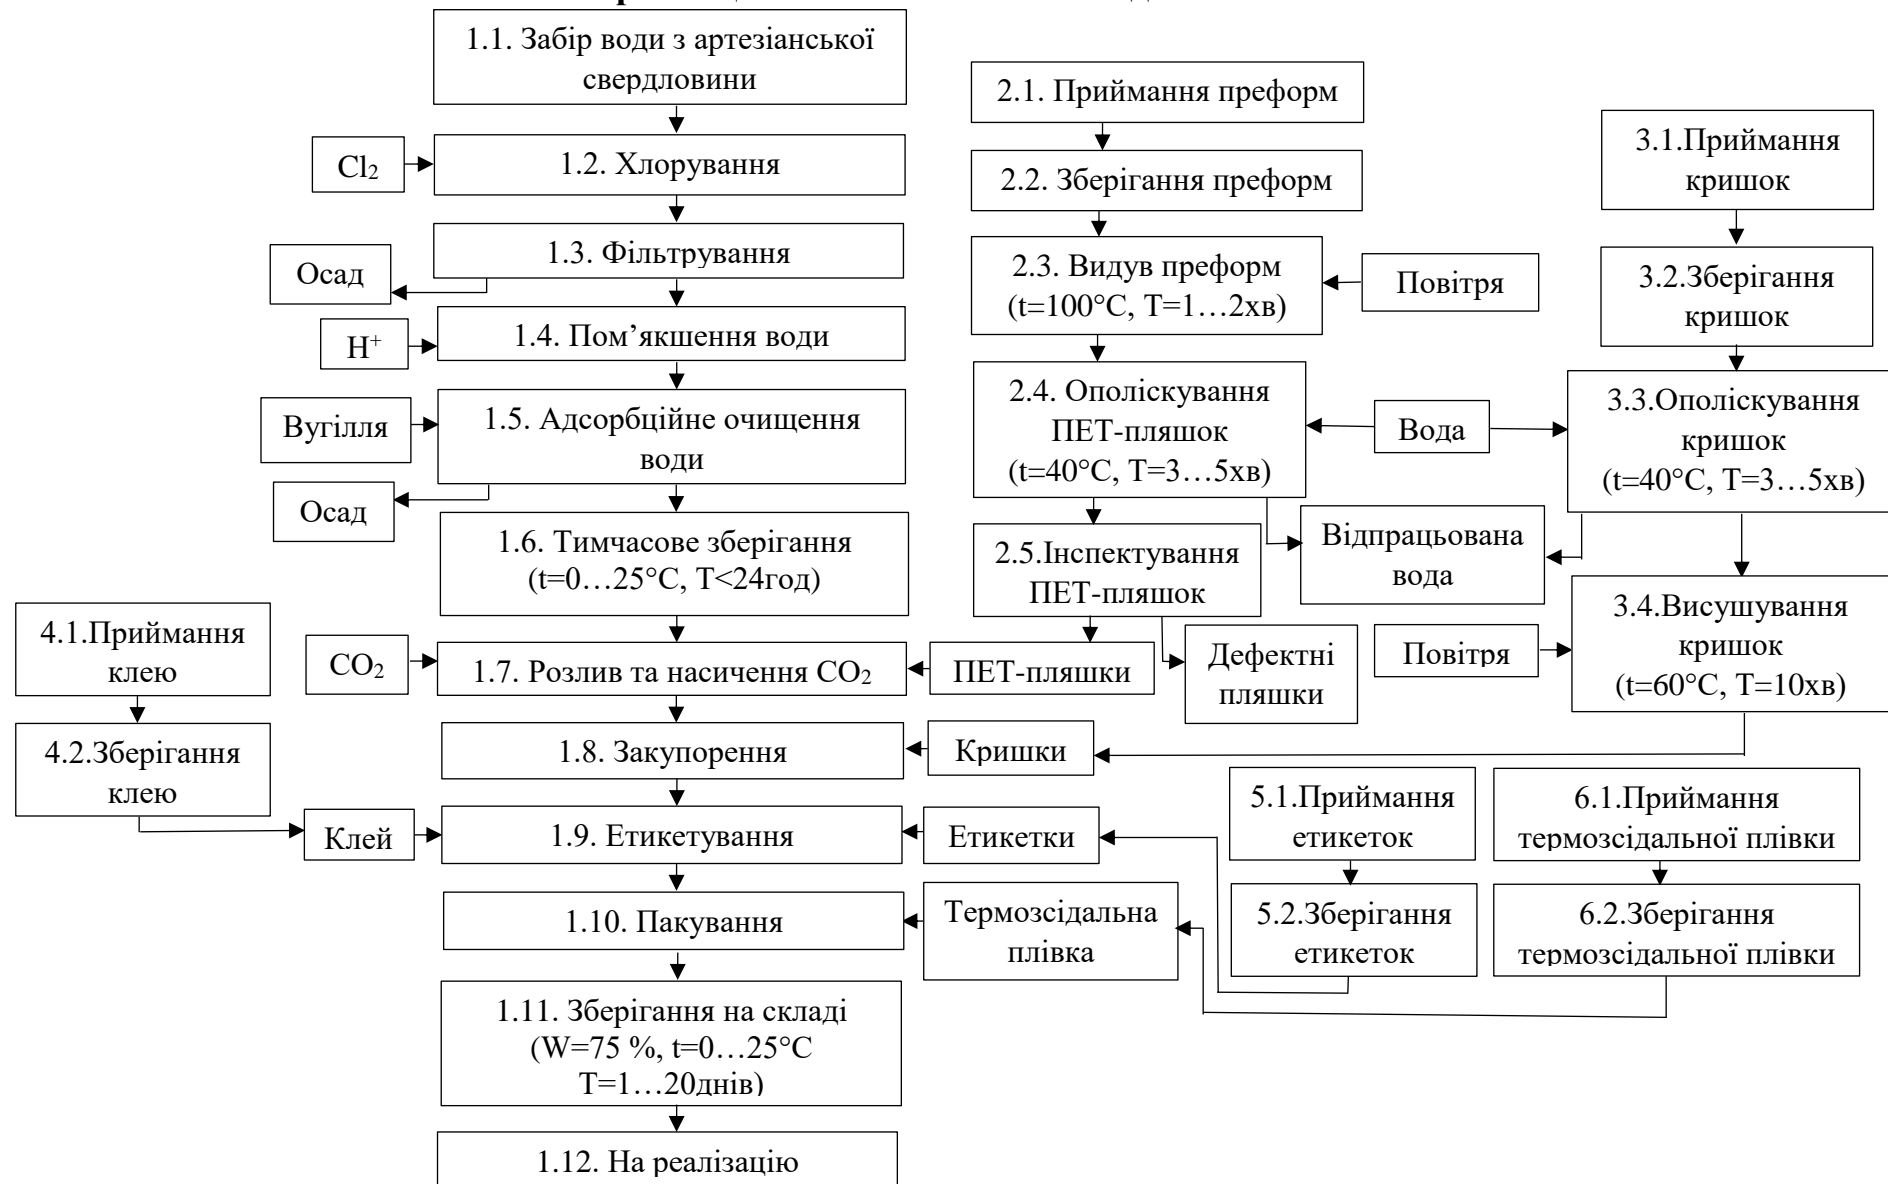 1.1. Забір води з артезіанської
свердловини
Cl2
1.2. Хлорування
1.3. Фільтрування
Осад
H+
1.4. Пом’якшення води
Вугілля
1.5. Адсорбційне очищення
води
Осад
1.6. Тимчасове зберігання
(t=0…25°C, T<24год)
CO2
1.7. Розлив та насичення CO2
ПЕТ-пляшки
1.8. Закупорення
Кришки
Клей
1.9. Етикетування
Етикетки
1.10. Пакування
Термозсідальна
плівка
1.11. Зберігання на складі
(W=75 %, t=0…25°C
T=1…20днів)
1.12. На реалізацію
2.1. Приймання преформ
2.2. Зберігання преформ
2.3. Видув преформ
(t=100°C, T=1…2хв)
Повітря
2.4. Ополіскування
ПЕТ-пляшок
(t=40°C, T=3…5хв)
Вода
2.5.Інспектування
ПЕТ-пляшок
Відпрацьована
вода
Дефектні
пляшки
3.1.Приймання
кришок
3.2.Зберігання
кришок
3.3.Ополіскування
кришок
(t=40°C, T=3…5хв)
Повітря
3.4.Висушування
кришок
(t=60°C, T=10хв)
4.1.Приймання
клею
4.2.Зберігання
клею
5.1.Приймання
етикеток
5.2.Зберігання
етикеток
6.1.Приймання
термозсідальної плівки
6.2.Зберігання
термозсідальної плівки